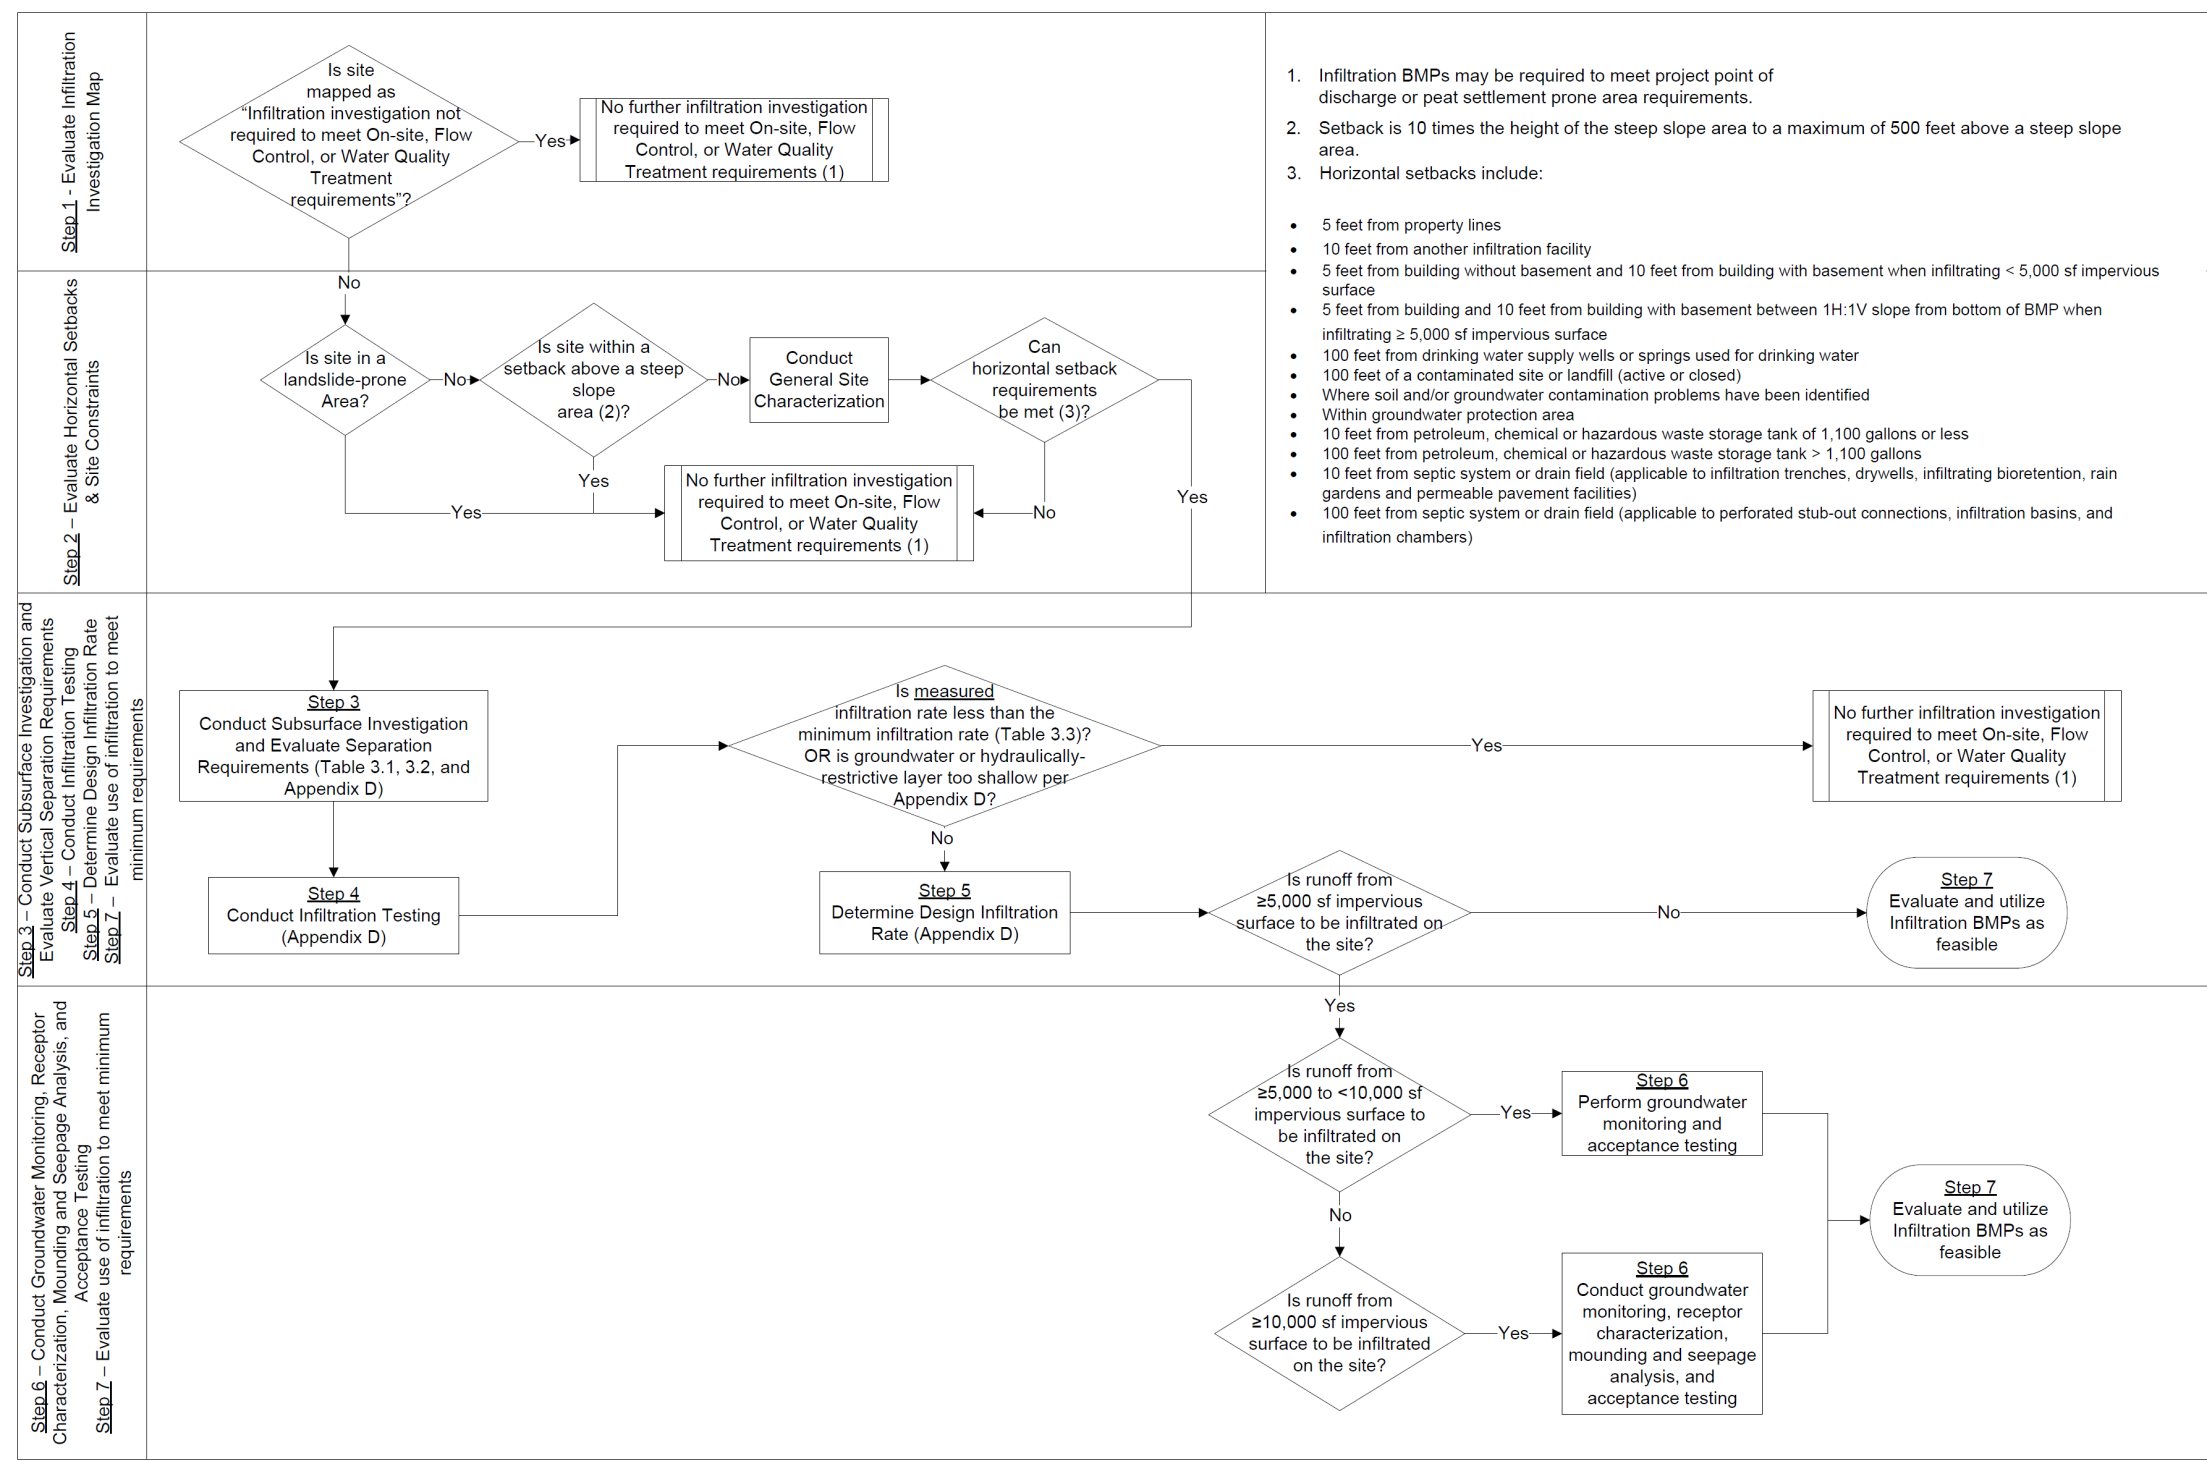 Step 1 - Evaluate Infiltration
Investigation Map
Is site
mapped as
“Infiltration investigation not
required to meet On-site, Flow
Control, or Water Quality
Treatment
requirements”?
Yes
No further infiltration investigation
required to meet On-site, Flow
Control, or Water Quality
Treatment requirements (1)
No
1. Infiltration BMPs may be required to meet project point of
discharge or peat settlement prone area requirements.
2. Setback is 10 times the height of the steep slope area to a maximum of 500 feet above a steep slope
area.
3. Horizontal setbacks include:
• 5 feet from property lines
• 10 feet from another infiltration facility
• 5 feet from building without basement and 10 feet from building with basement when infiltrating < 5,000 sf impervious
surface
• 5 feet from building and 10 feet from building with basement between 1H:1V slope from bottom of BMP when
infiltrating ≥ 5,000 sf impervious surface
• 100 feet from drinking water supply wells or springs used for drinking water
• 100 feet of a contaminated site or landfill (active or closed)
• Where soil and/or groundwater contamination problems have been identified
• Within groundwater protection area
• 10 feet from petroleum, chemical or hazardous waste storage tank of 1,100 gallons or less
• 100 feet from petroleum, chemical or hazardous waste storage tank > 1,100 gallons
• 10 feet from septic system or drain field (applicable to infiltration trenches, drywells, infiltrating bioretention, rain
gardens and permeable pavement facilities)
• 100 feet from septic system or drain field (applicable to perforated stub-out connections, infiltration basins, and
infiltration chambers)
Step 2 – Evaluate Horizontal Setbacks
& Site Constraints
Is site in a
landslide-prone
Area?
No
Is site within a
setback above a steep
slope
area (2)?
No
Conduct
General Site
Characterization
Can
horizontal setback
requirements
be met (3)?
Yes
Yes
No further infiltration investigation
required to meet On-site, Flow
Control, or Water Quality
Treatment requirements (1)
No
Yes
Step 3 – Conduct Subsurface Investigation and
Evaluate Vertical Separation Requirements
Step 4 – Conduct Infiltration Testing
Step 5 – Determine Design Infiltration Rate
Step 7 – Evaluate use of infiltration to meet
minimum requirements
Step 3
Conduct Subsurface Investigation
and Evaluate Separation
Requirements (Table 3.1, 3.2, and
Appendix D)
Step 4
Conduct Infiltration Testing
(Appendix D)
Is measured
infiltration rate less than the
minimum infiltration rate (Table 3.3)?
OR is groundwater or hydraulically-
restrictive layer too shallow per
Appendix D?
Yes
No further infiltration investigation
required to meet On-site, Flow
Control, or Water Quality
Treatment requirements (1)
No
Step 5
Determine Design Infiltration
Rate (Appendix D)
Is runoff from
≥5,000 sf impervious
surface to be infiltrated on
the site?
No
Step 7
Evaluate and utilize
Infiltration BMPs as
feasible
Step 6 – Conduct Groundwater Monitoring, Receptor
Characterization, Mounding and Seepage Analysis, and
Acceptance Testing
Step 7 – Evaluate use of infiltration to meet minimum
requirements
Yes
Is runoff from
≥5,000 to <10,000 sf
impervious surface to
be infiltrated on
the site?
Yes
Step 6
Perform groundwater
monitoring and
acceptance testing
No
Is runoff from
≥10,000 sf impervious
surface to be infiltrated
on the site?
Yes
Step 6
Conduct groundwater
monitoring, receptor
characterization,
mounding and seepage
analysis, and
acceptance testing
Step 7
Evaluate and utilize
Infiltration BMPs as
feasible